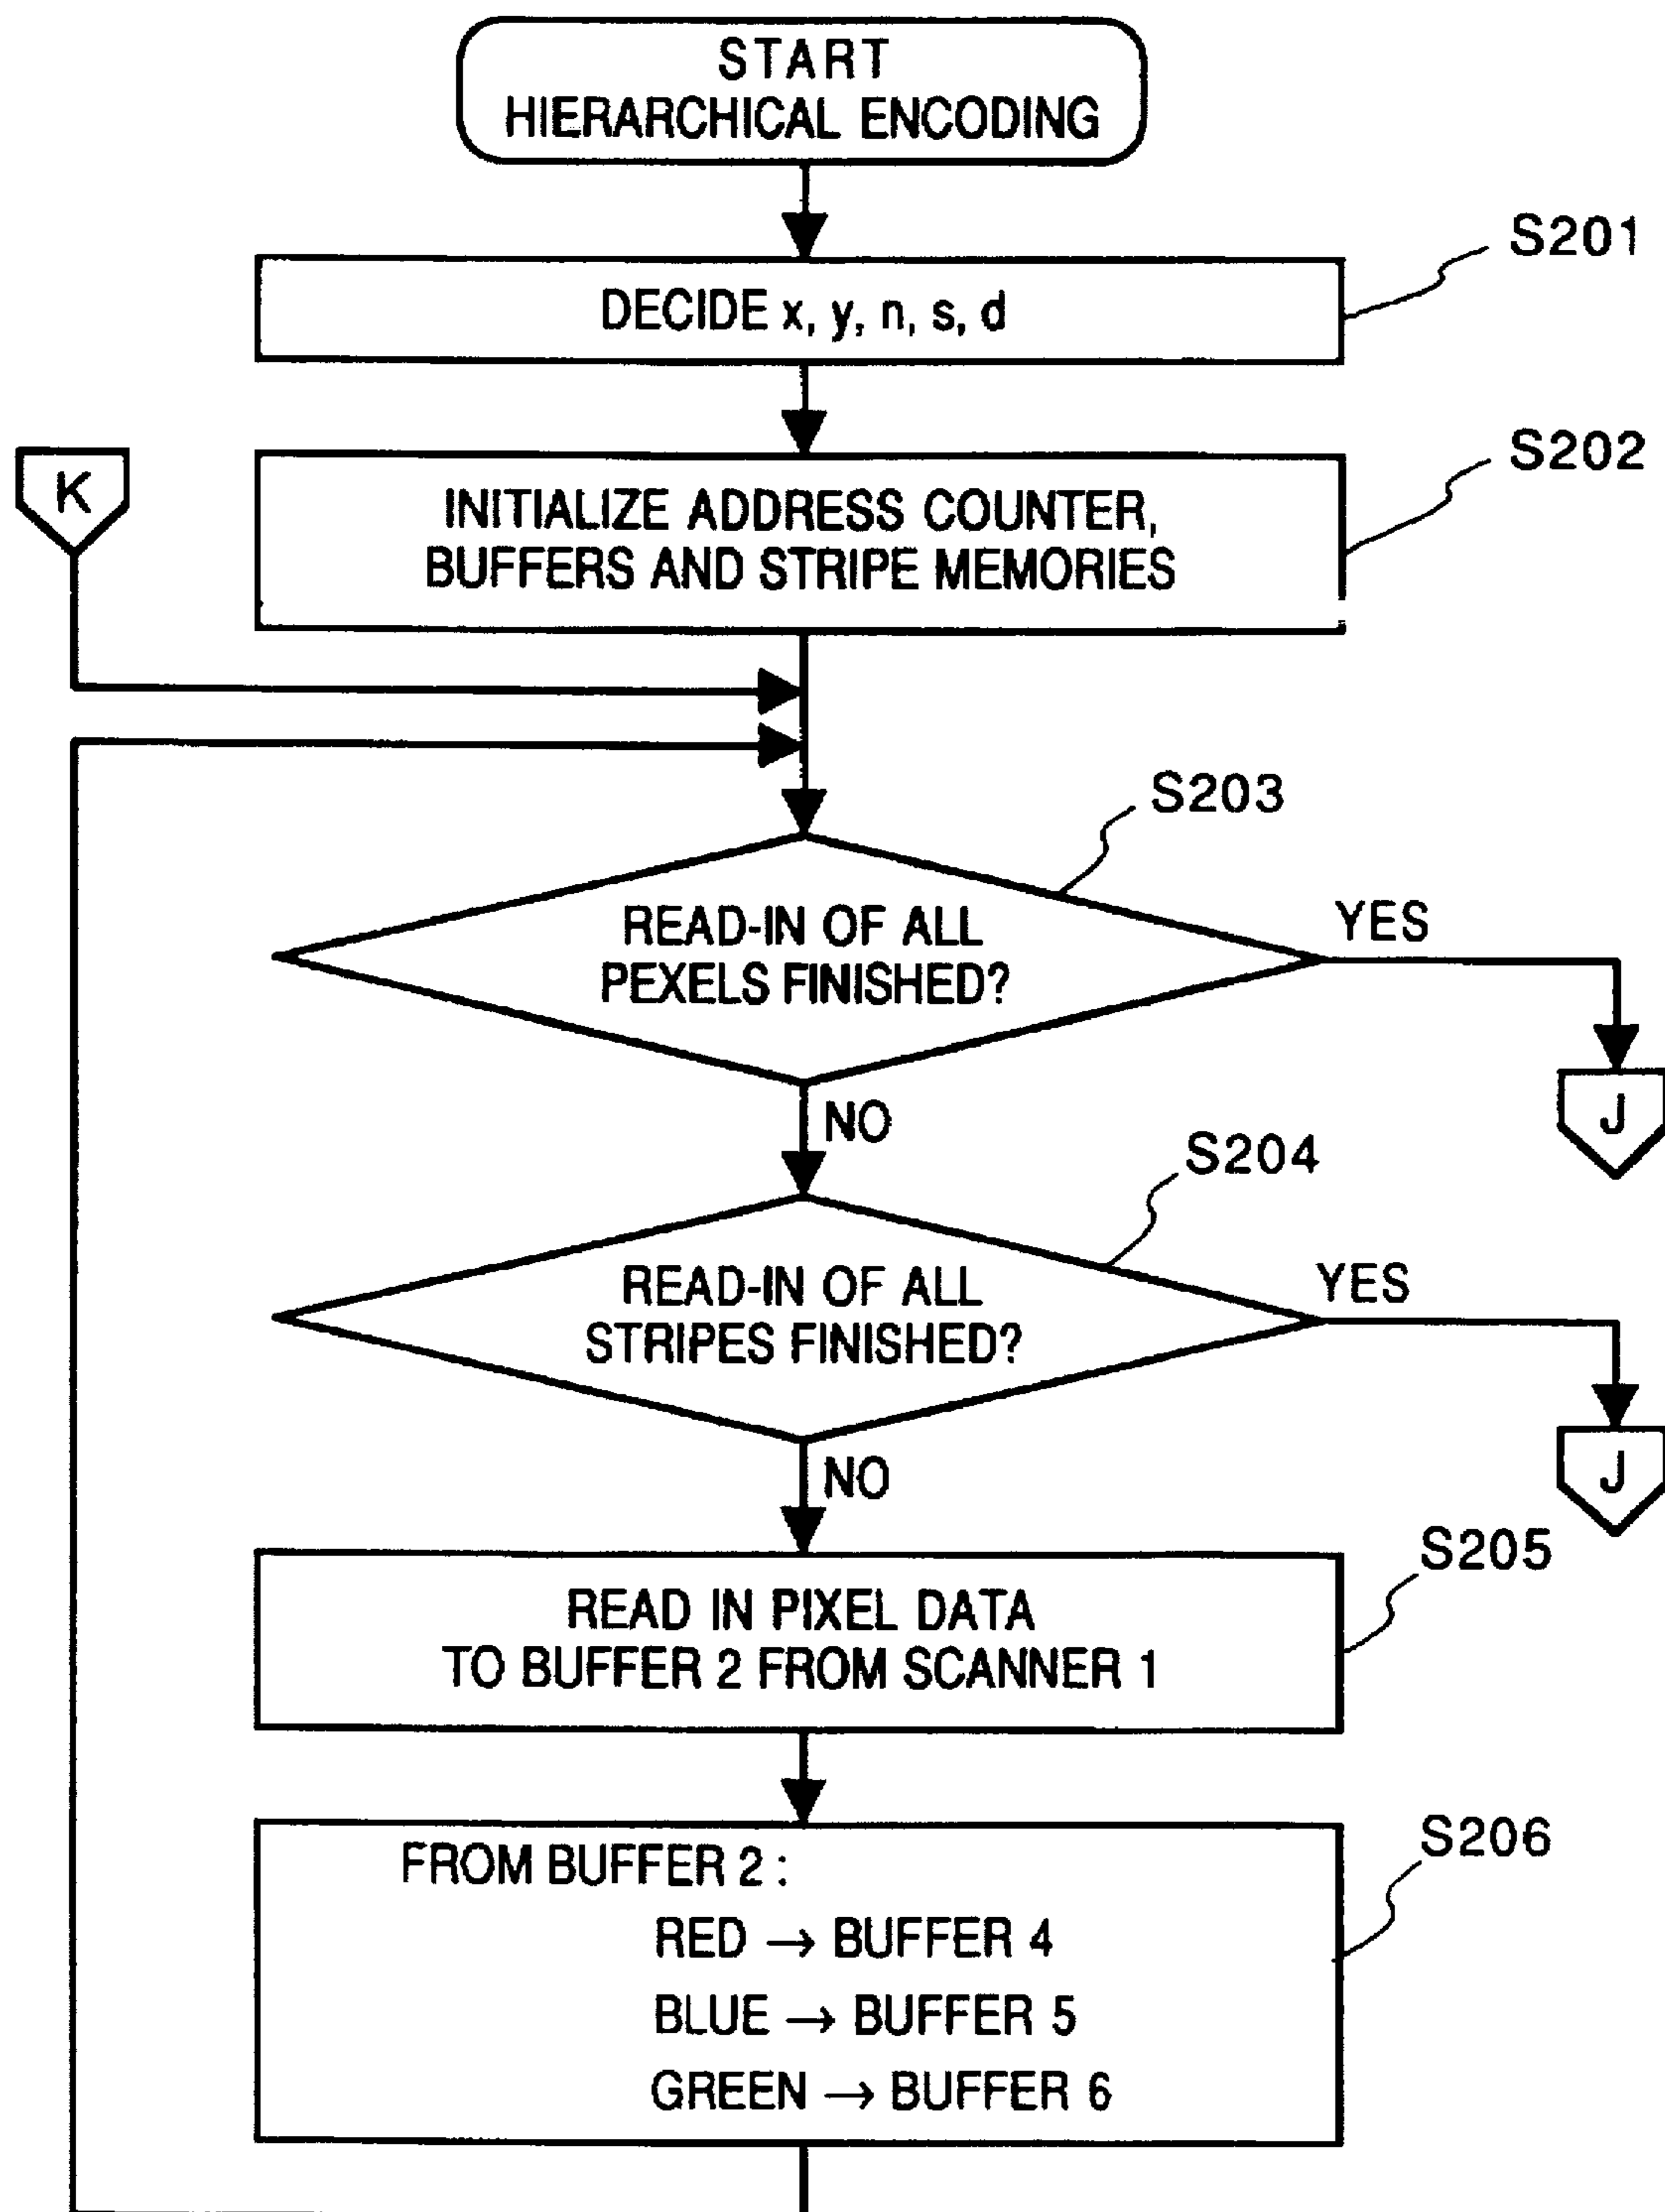 START
HIERARCHICAL ENCODING
S201
DECIDE x, y, n, s, d
K
S202
INITIALIZE ADDRESS COUNTER,
BUFFERS AND STRIPE MEMORIES
S203
READ-IN OF ALL
PEXELS FINISHED?
YES
J
NO
S204
READ-IN OF ALL
STRIPES FINISHED?
YES
J
NO
S205
READ IN PIXEL DATA
TO BUFFER 2 FROM SCANNER 1
S206
FROM BUFFER 2 :
RED → BUFFER 4
BLUE → BUFFER 5
GREEN → BUFFER 6